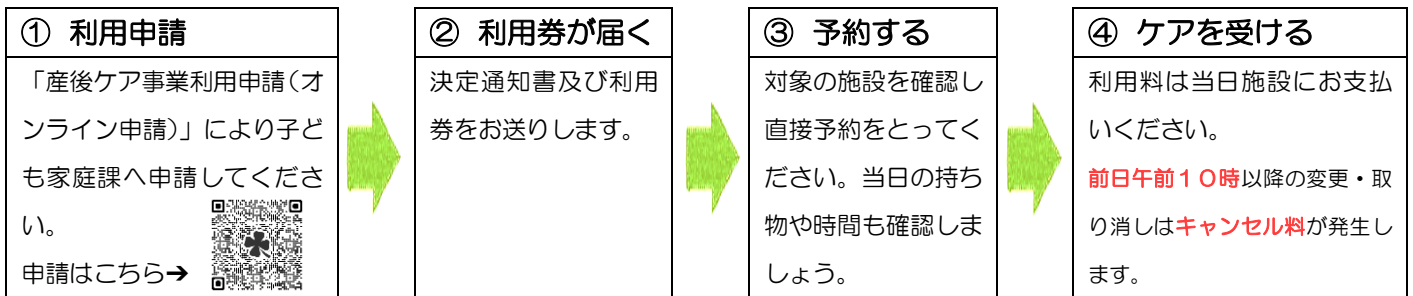 ① 利用申請
「産後ケア事業利用申請(オ
ンライン申請)」により子ど
も家庭課へ申請してくださ
い。
申請はこちら➔
② 利用券が届く
決定通知書及び利用
券をお送りします。
③ 予約する
対象の施設を確認し
直接予約をとってく
ださい。当日の持ち
物や時間も確認しま
しょう。
④ ケアを受ける
利用料は当日施設にお支払
いください。
前日午前１０時以降の変更・取
り消しはキャンセル料が発生し
ます。